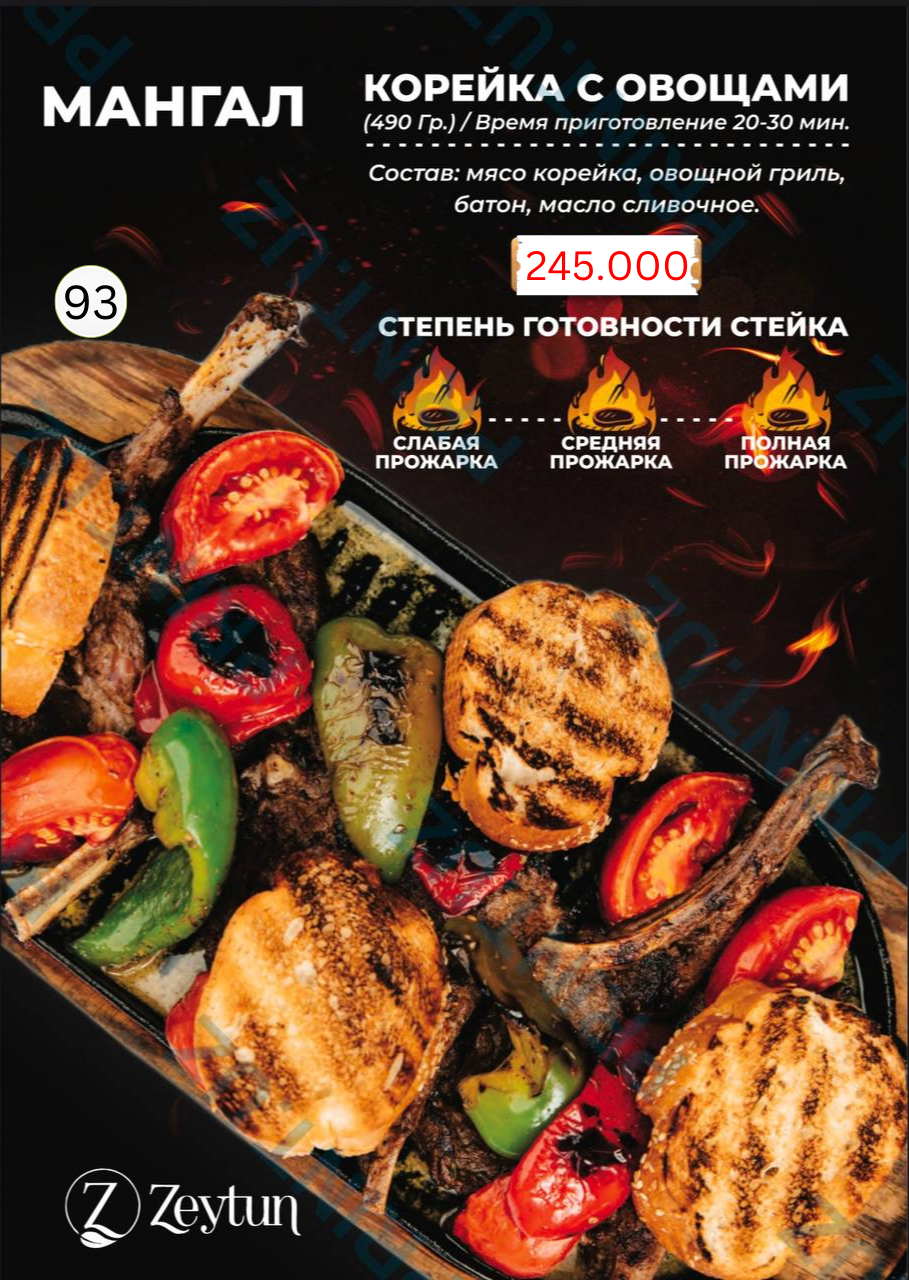 МАНГАЛ
КОРЕЙКА С ОВОЩАМИ
(490 Гр.) / Время приготовление 20-30 мин.
Состав: мясо корейка, овощной гриль,
батон, масло сливочное.
245.000
93
СТЕПЕНЬ ГОТОВНОСТИ СТЕЙКА
СЛАБАЯ ПРОЖАРКА
СРЕДНЯЯ ПРОЖАРКА
ПОЛНАЯ ПРОЖАРКА
Z Zeytun